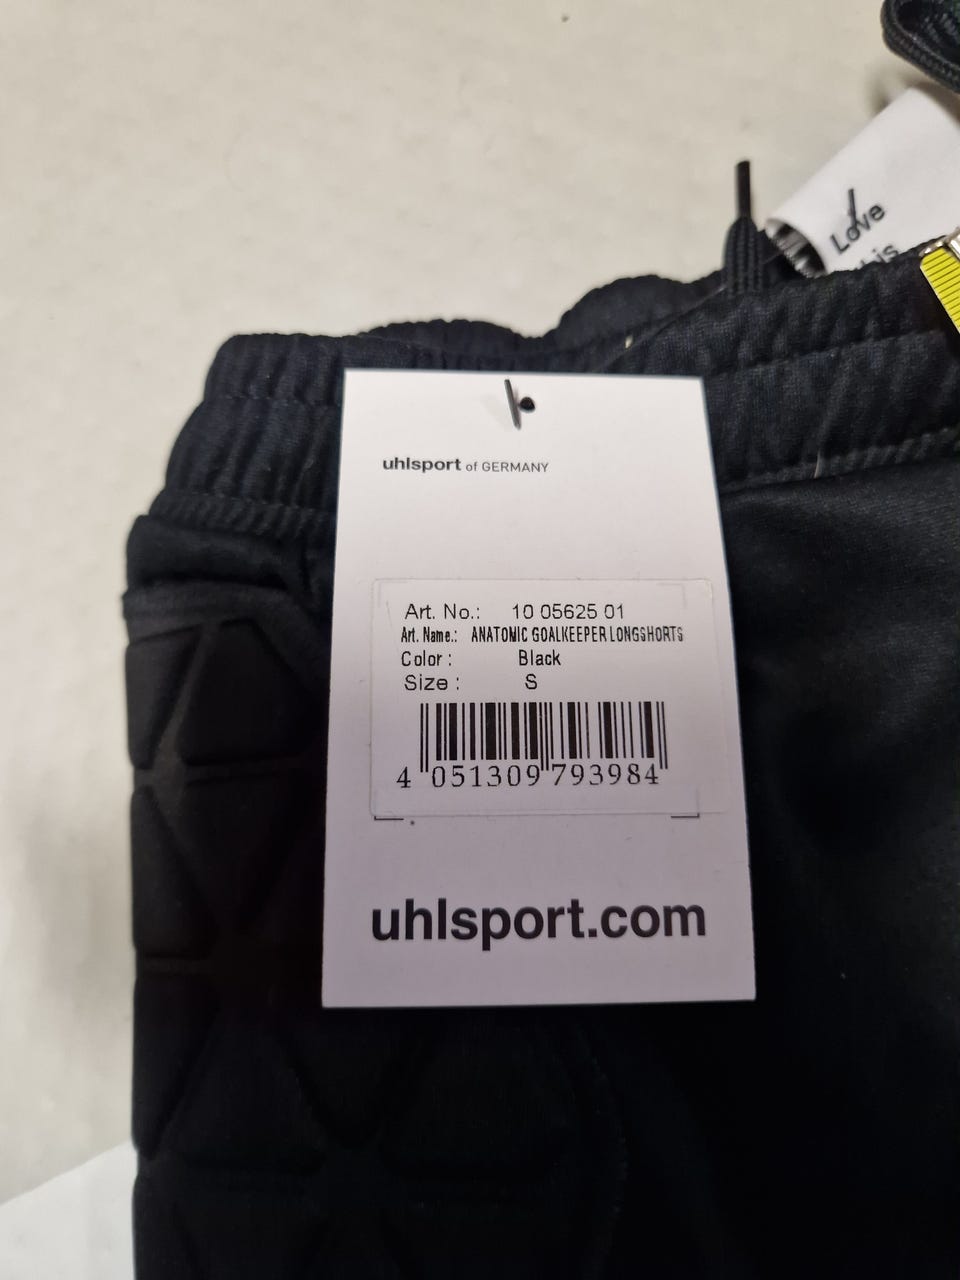 Love
this
uhlsport of GERMANY
Art. No.: 10 05625 01
Art. Name.: ANATOMIC GOALKEEPER LONGSHORTS
Color : Black
Size : S
4 051309 793984
uhlsport.com